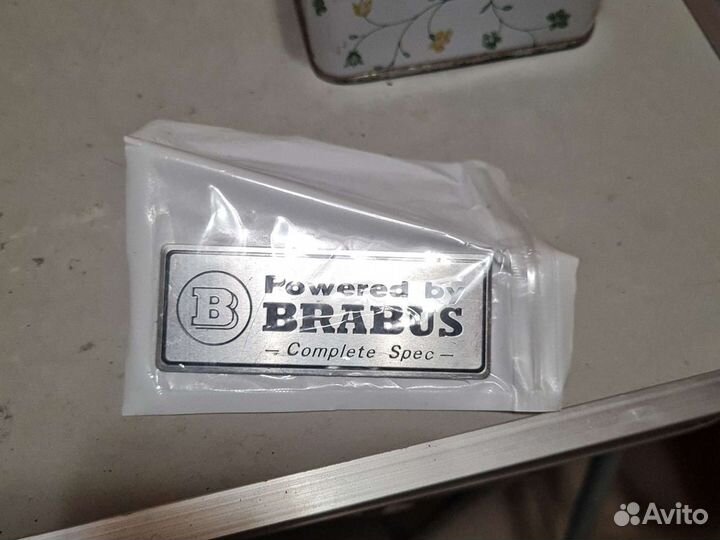 B
Powered by
BRABUS
- Complete Spec -
Avito